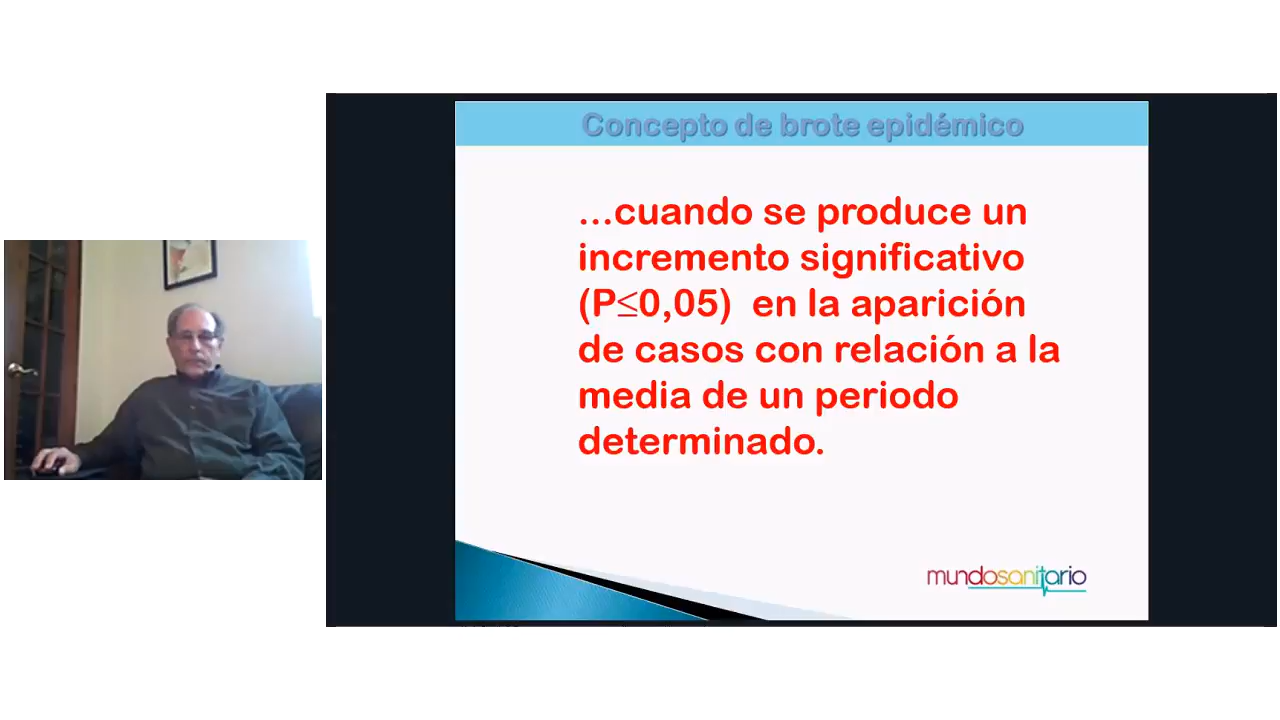 Concepto de brote epidémico
...cuando se produce un
incremento significativo
(P≤0,05) en la aparición
de casos con relación a la
media de un periodo
determinado.
mundosanitario